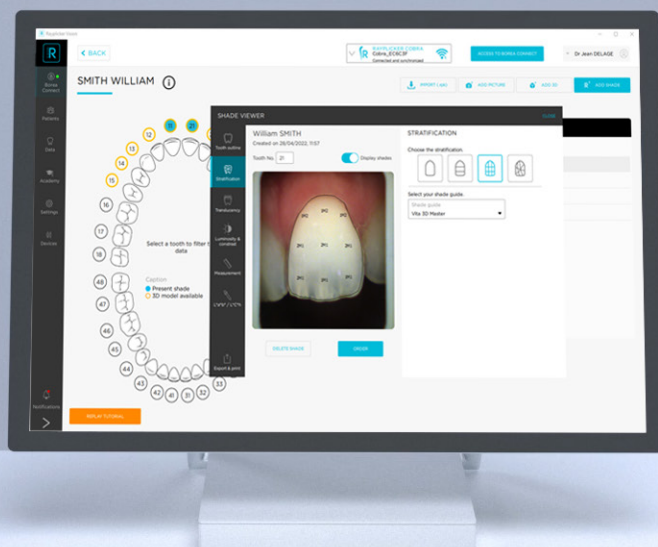 Rayplicker Vision
R
BACK
RAYPLICKER COBRA
Cobra_EC6C3F
Connected and synchronized
ACCESS TO BOREA CONNECT
Dr Jean DELAGE
Borea
Connect
Patients
Data
Academy
Settings
Devices
Notifications
SMITH WILLIAM
IMPORT (.BA)
ADD PICTURE
ADD 3D
ADD SHADE
12
11
21
13
14
15
16
17
18
48
47
46
45
44
43
42
41
31
32
33
Select a tooth to filter
data
Caption
Present shade
3D model available
REPLAY TUTORIAL
SHADE VIEWER
CLOSE
Tooth outline
Stratification
Translucency
Luminosity &
contrast
Measurement
Export & print
William SMITH
Created on 28/04/2022, 11:57
Tooth No. 21
Display shades
DELETE SHADE
ORDER
STRATIFICATION
Choose the stratification
Select your shade guide.
Shade guide
Vita 3D Master